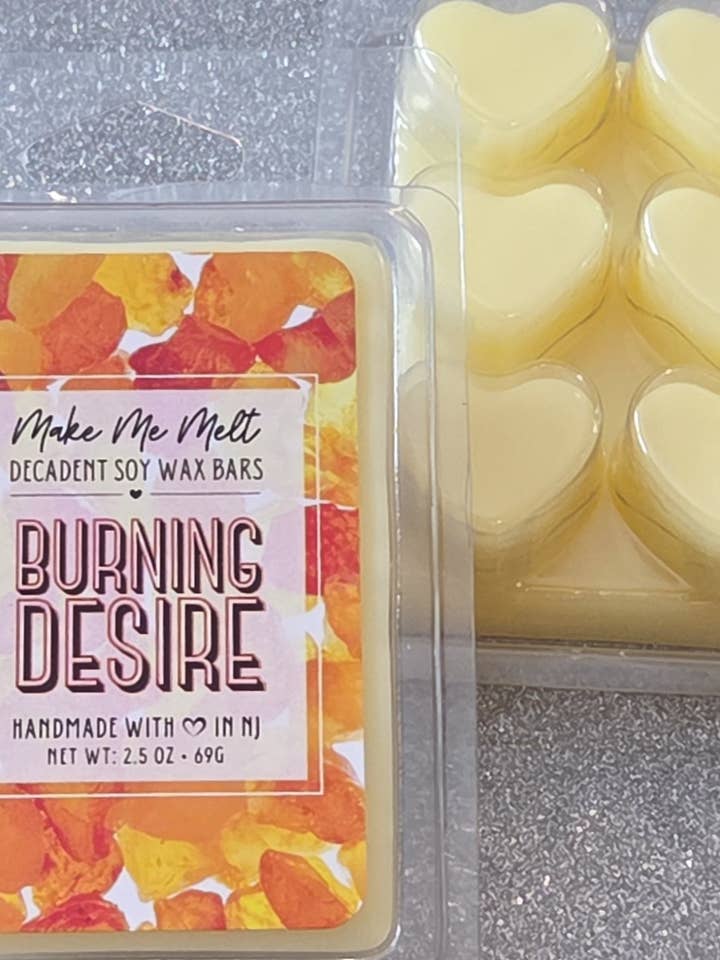 Make Me Melt
DECADENT SOY WAX BARS
BURNING
DESIRE
HANDMADE WITH ♡ IN NJ
NET WT: 2.5 OZ • 69G